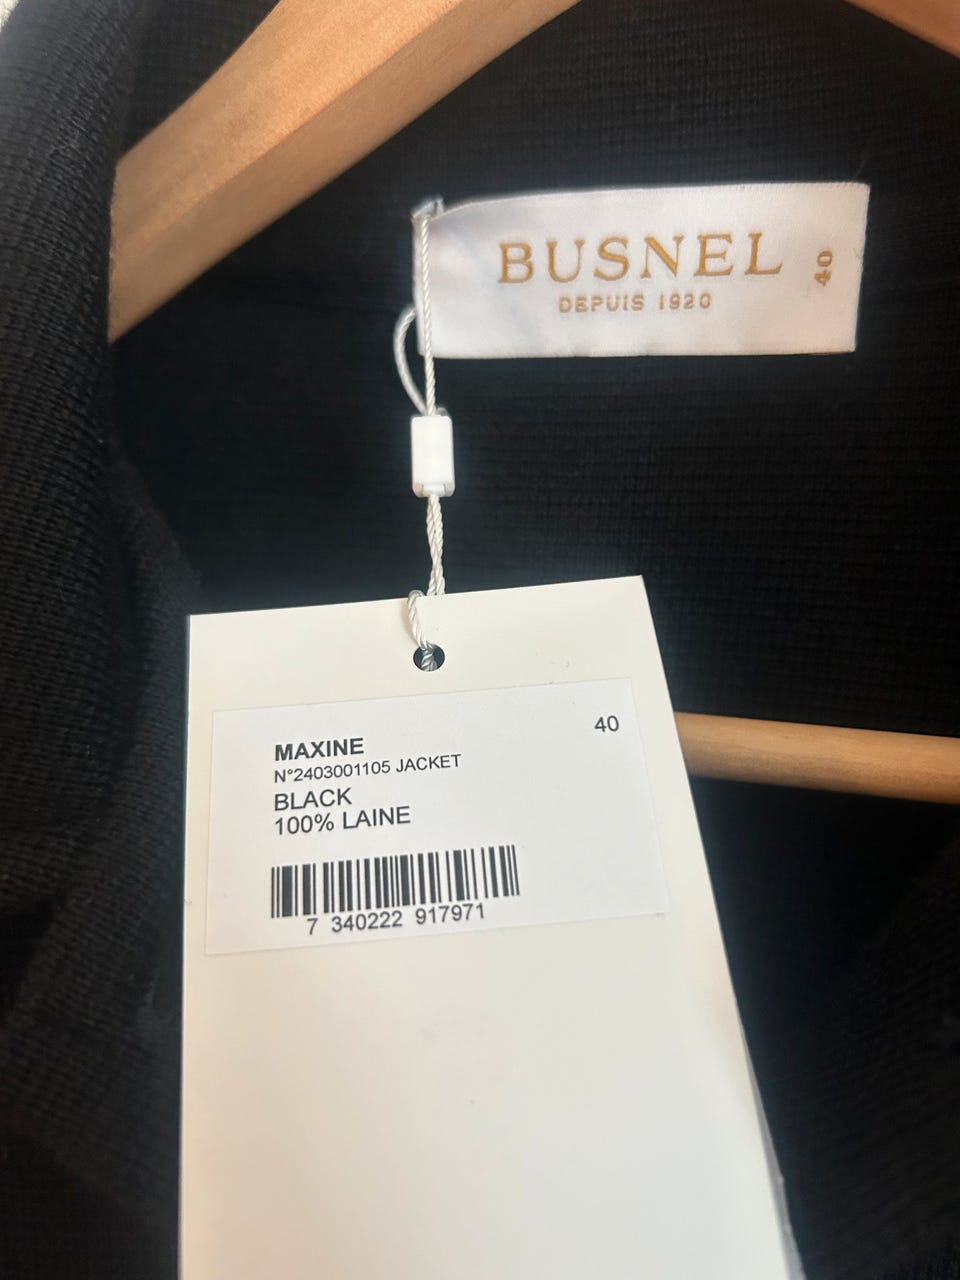 BUSNEL
DEPUIS 1920
40
40
MAXINE
N°2403001105 JACKET
BLACK
100% LAINE
7 340222 917971